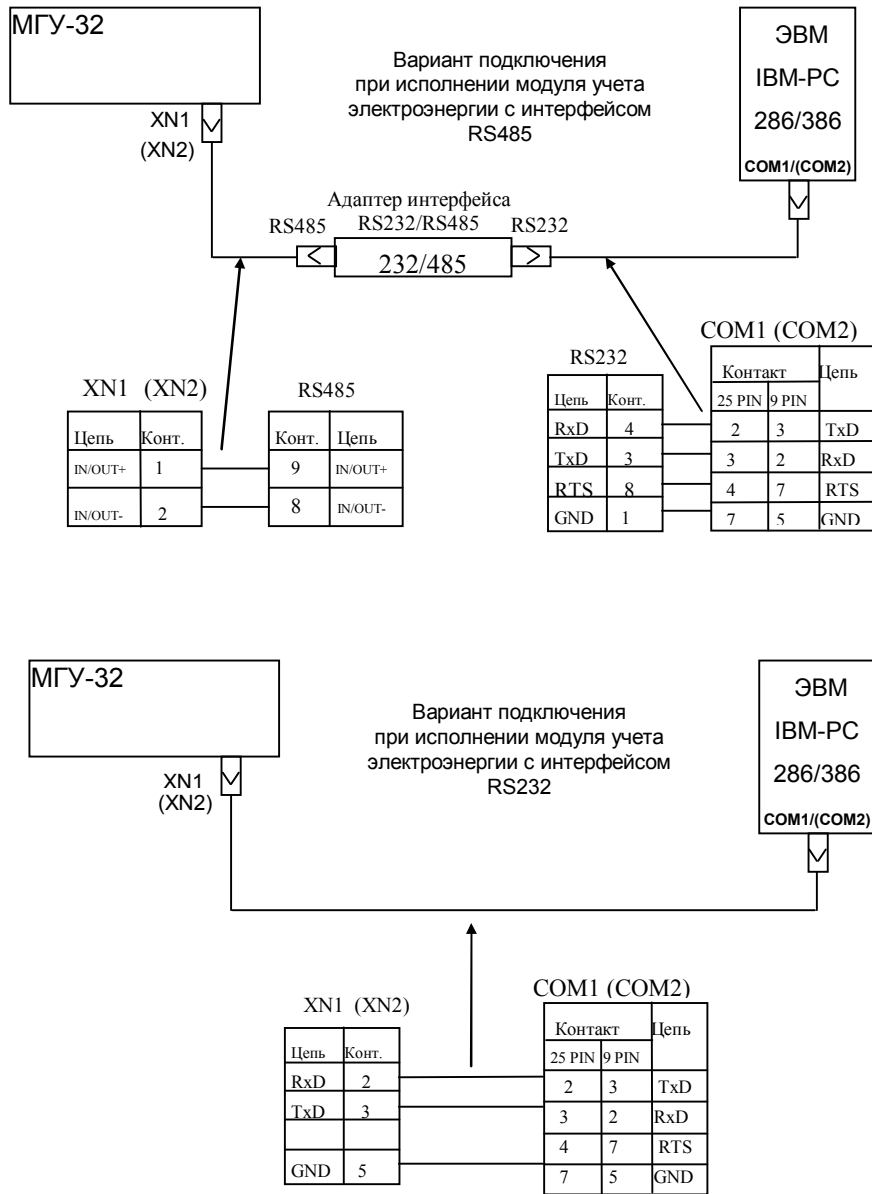 МГУ-32
Вариант подключения
при исполнении модуля учета
электроэнергии с интерфейсом
RS485
ЭВМ
IBM-PC
286/386
COM1/(COM2)
XN1
(XN2)
Адаптер интерфейса
RS485 RS232/RS485 RS232
232/485
XN1 (XN2) RS485
Цепь Конт. Конт. Цепь
IN/OUT+ 1 9 IN/OUT+
IN/OUT- 2 8 IN/OUT-
RS232 COM1 (COM2)
Контакт Цепь
Цепь Конт. 25 PIN 9 PIN
RxD 4 2 3 TxD
TxD 3 3 2 RxD
RTS 8 4 7 RTS
GND 1 7 5 GND
МГУ-32
Вариант подключения
при исполнении модуля учета
электроэнергии с интерфейсом
RS232
ЭВМ
IBM-PC
286/386
COM1/(COM2)
XN1
(XN2)
XN1 (XN2) COM1 (COM2)
Контакт Цепь
Цепь Конт. 25 PIN 9 PIN
RxD 2 2 3 TxD
TxD 3 3 2 RxD
4 7 RTS
GND 5 7 5 GND